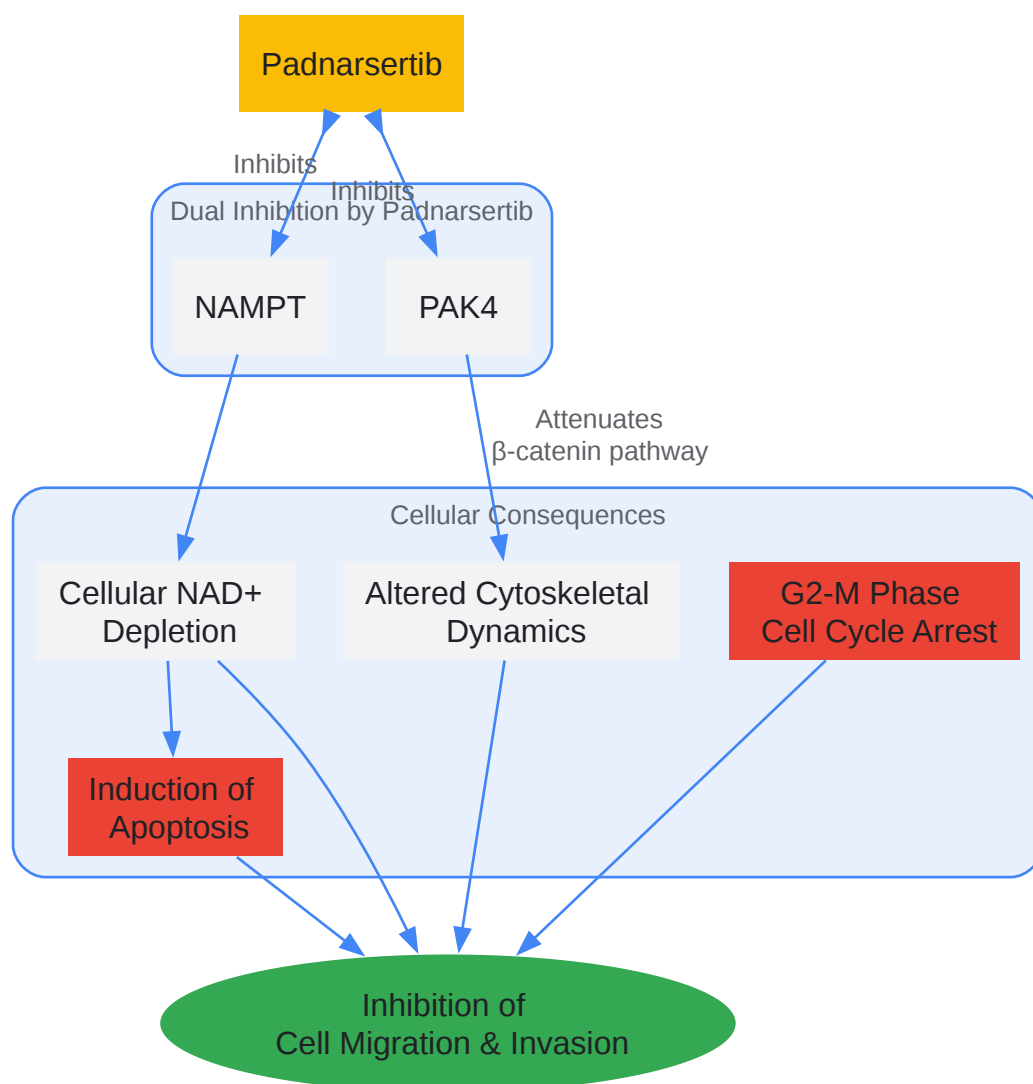 Padnarsertib
Inhibits
Inhibits
Dual Inhibition by Padnarsertib
NAMPT
PAK4
Attenuates
β-catenin pathway
Cellular Consequences
Cellular NAD+
Depletion
Altered Cytoskeletal
Dynamics
G2-M Phase
Cell Cycle Arrest
Induction of
Apoptosis
Inhibition of
Cell Migration & Invasion